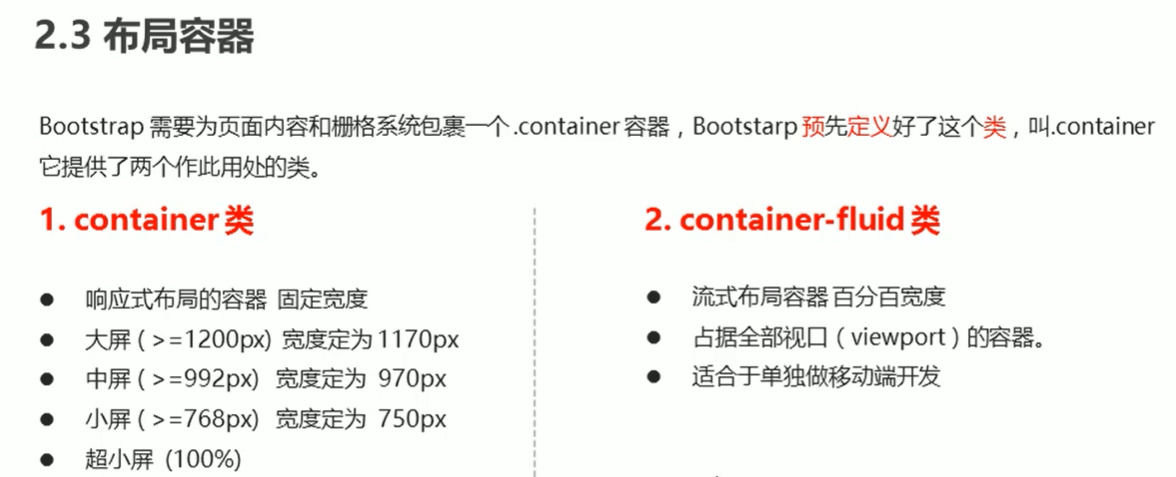 2.3 布局容器
Bootstrap 需要为页面内容和栅格系统包裹一个 .container 容器，Bootstarp 预先定义好了这个类，叫.container
它提供了两个作此用处的类。
1. container 类
响应式布局的容器 固定宽度
大屏 ( >=1200px) 宽度定为 1170px
中屏 ( >=992px) 宽度定为 970px
小屏 ( >=768px) 宽度定为 750px
超小屏 (100%)
2. container-fluid 类
流式布局容器 百分百宽度
占据全部视口（viewport）的容器。
适合于单独做移动端开发